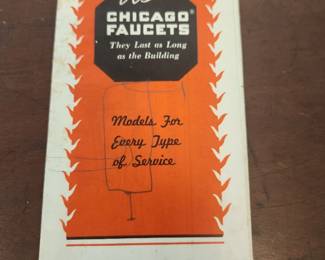 CHICAGO
FAUCETS
They Last as Long
as the Building
Models For
Every Type
of Service